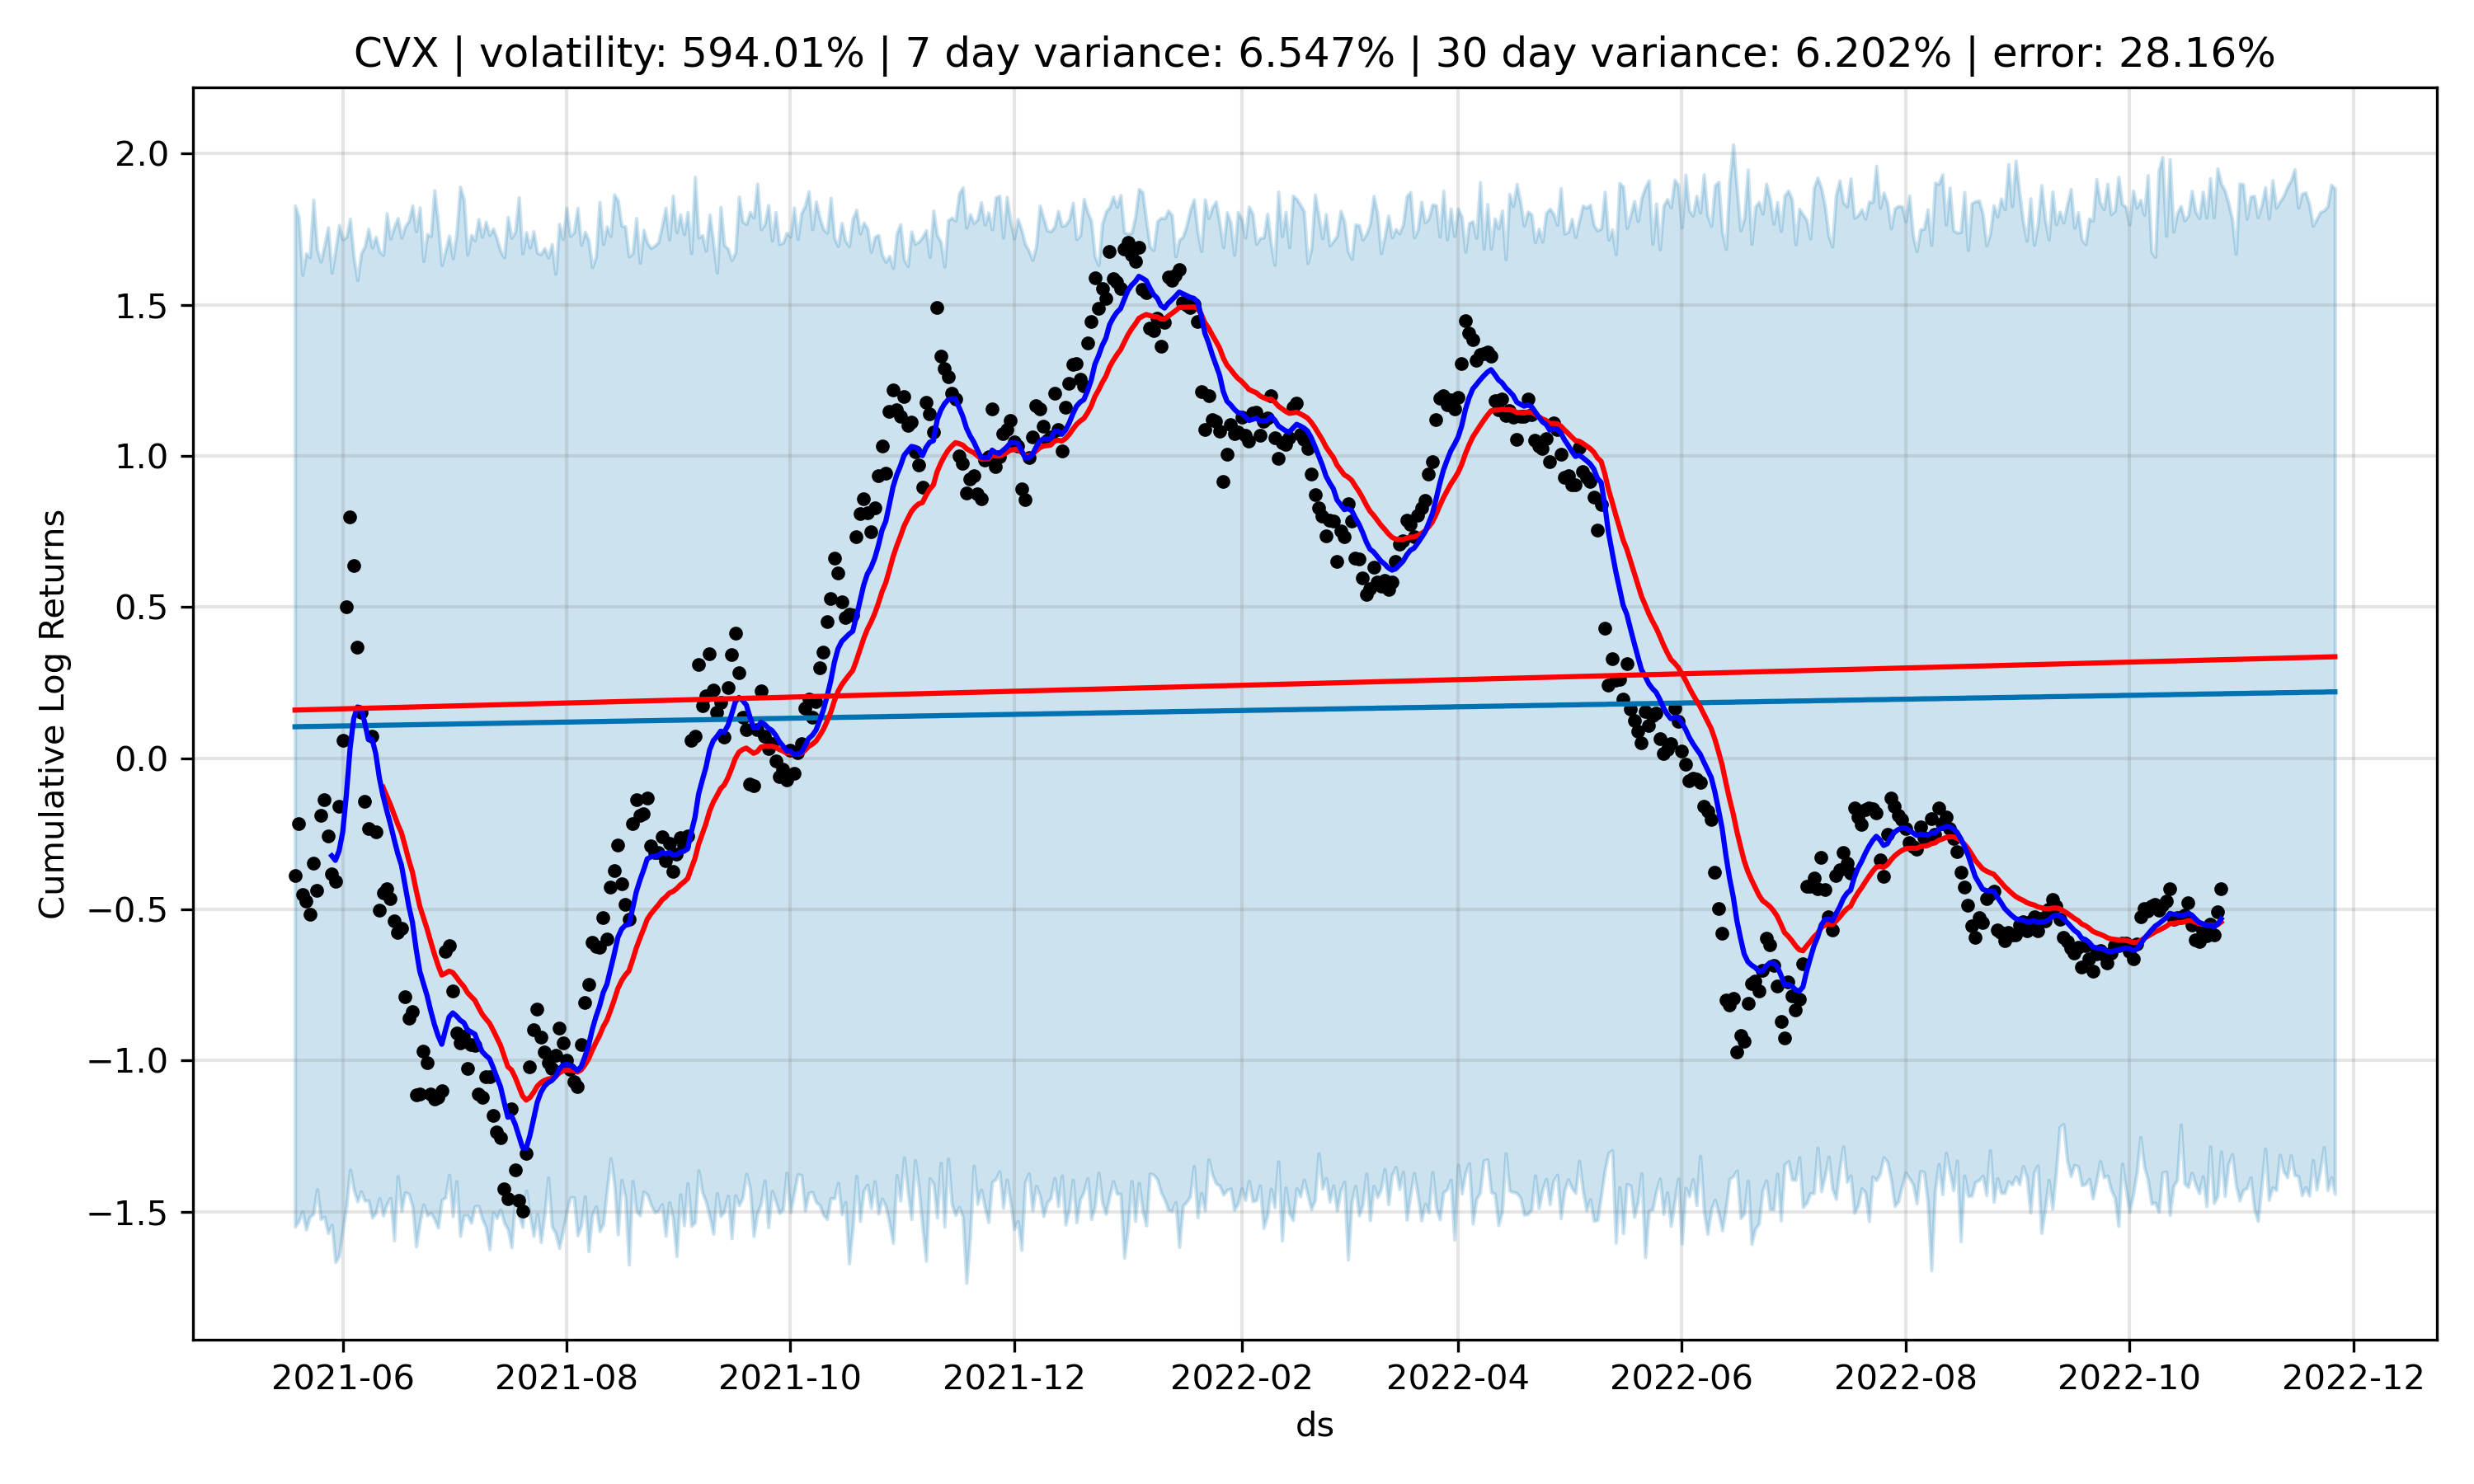 CVX | volatility: 594.01% | 7 day variance: 6.547% | 30 day variance: 6.202% | error: 28.16%
Cumulative Log Returns
2.0
1.5
1.0
0.5
0.0
−0.5
−1.0
−1.5
2021-06 2021-08 2021-10 2021-12 2022-02 2022-04 2022-06 2022-08 2022-10 2022-12
ds